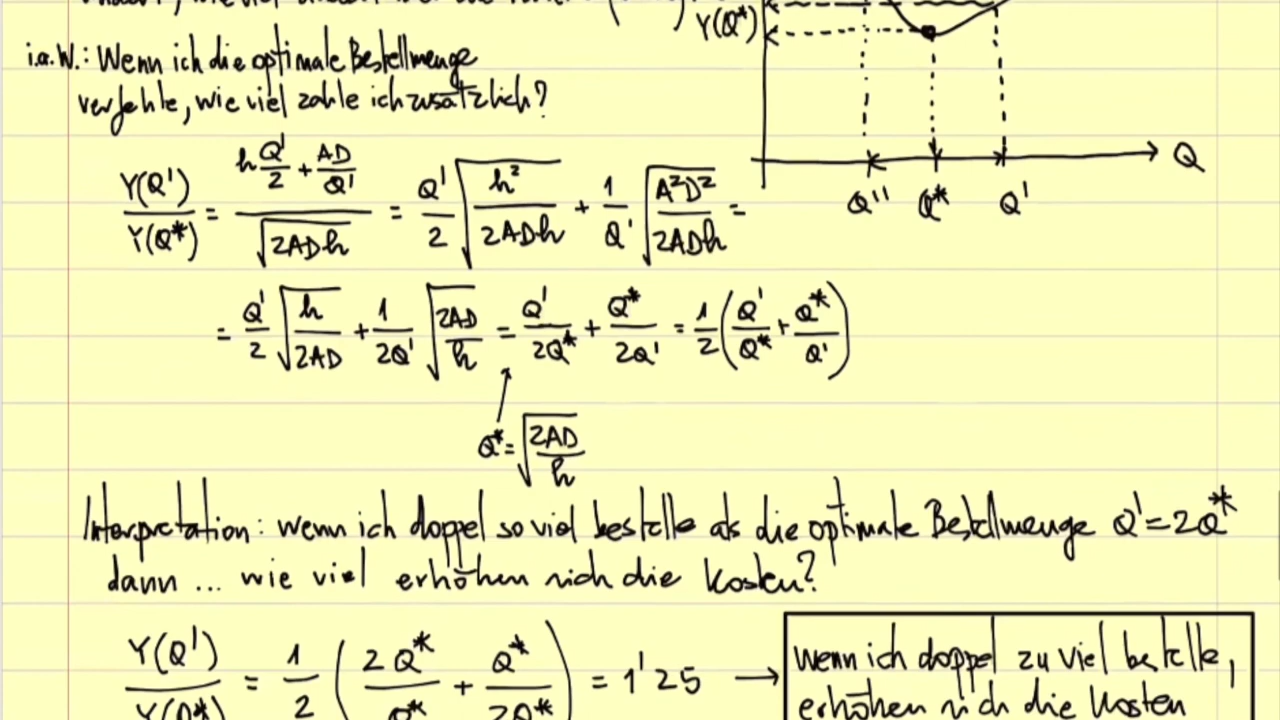 Y(Q*)
i.a.W.: Wenn ich die optimale Bestellmenge
verfehle, wie viel zahle ich zusätzlich?
Q'' Q* Q' Q
Y(Q')/Y(Q*) = (h Q'/2 + AD/Q')/√(2ADh) = Q'/2 √(h²/2ADh) + 1/Q' √(A²D²/2ADh) =
= Q'/2 √(h/2AD) + 1/2Q' √(2AD/h) = Q'/2Q* + Q*/2Q' = 1/2 (Q'/Q* + Q*/Q')
Q* = √(2AD/h)
Interpretation: wenn ich doppel so viel bestelle als die optimale Bestellmenge Q' = 2Q*
dann ... wie viel erhöhen sich die Kosten?
Y(Q')/Y(Q*) = 1/2 (2Q*/Q* + Q*/2Q*) = 1'25 →
wenn ich doppel zu viel bestelle,
erhöhen sich die Kosten